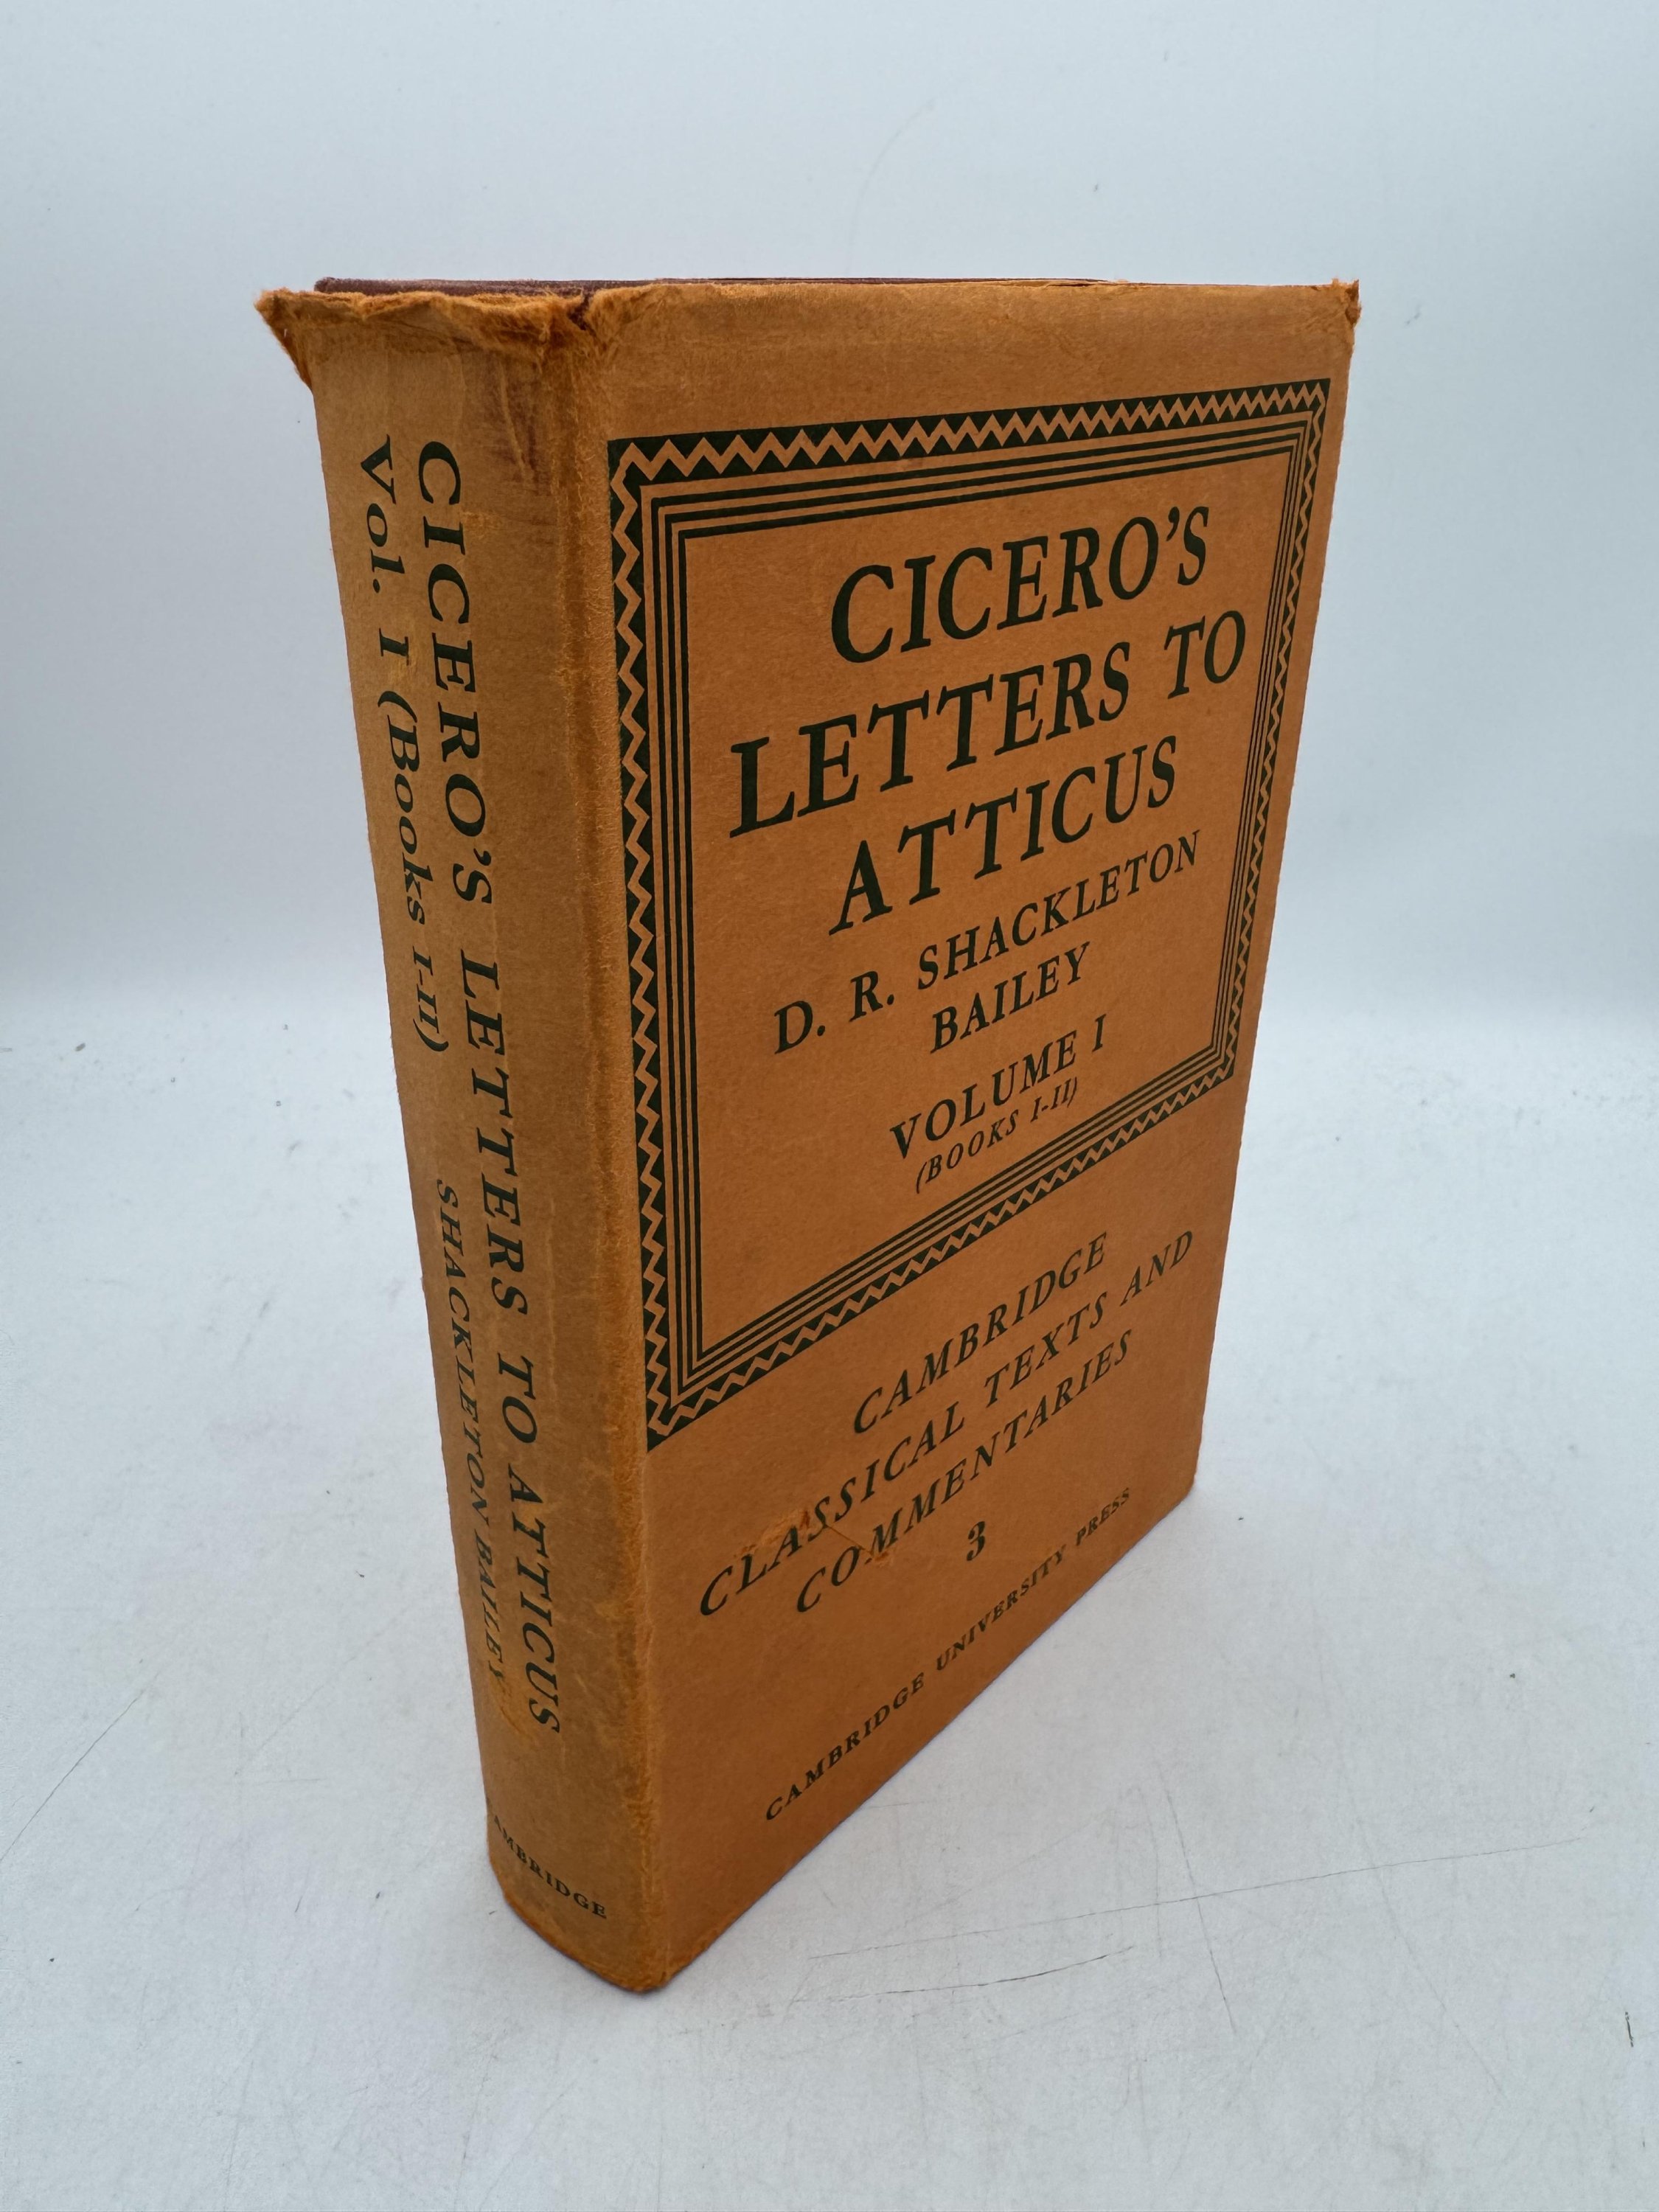 CICERO'S LETTERS TO ATTICUS
Vol. I (Books I-II)
SHACKLETON BAILEY
AMBRIDGE
CICERO'S
LETTERS TO
ATTICUS
D. R. SHACKLETON
BAILEY
VOLUME I
(BOOKS I-II)
CAMBRIDGE
CLASSICAL TEXTS AND
COMMENTARIES
3
CAMBRIDGE UNIVERSITY PRESS